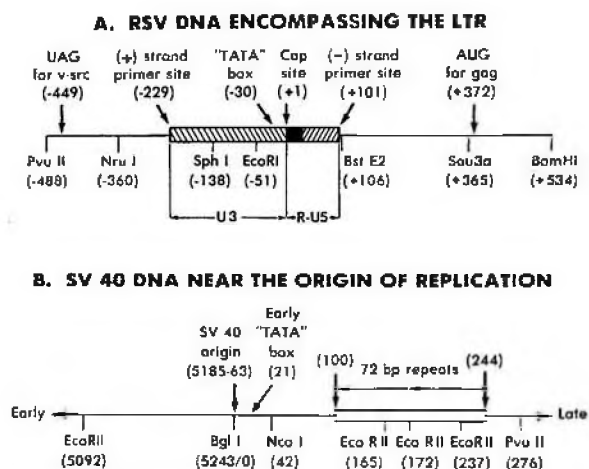 A. RSV DNA ENCOMPASSING THE LTR
UAG (+) strand "TATA" Cap (−) strand AUG
for v-src primer site box site primer site for gag
(-449) (-229) (-30) (+1) (+101) (+372)
Pvu II Nru I Sph I EcoRI Bst E2 Sau3a BamHI
(-488) (-360) (-138) (-51) (+106) (+365) (+534)
U3 R-U5
B. SV 40 DNA NEAR THE ORIGIN OF REPLICATION
Early
SV 40 "TATA"
origin box
(5185-63) (21)
(100) 72 bp repeats (244)
Early Late
EcoRII Bgl I Nco I Eco RII Eco RII EcoRII Pvu II
(5092) (5243/0) (42) (165) (172) (237) (276)